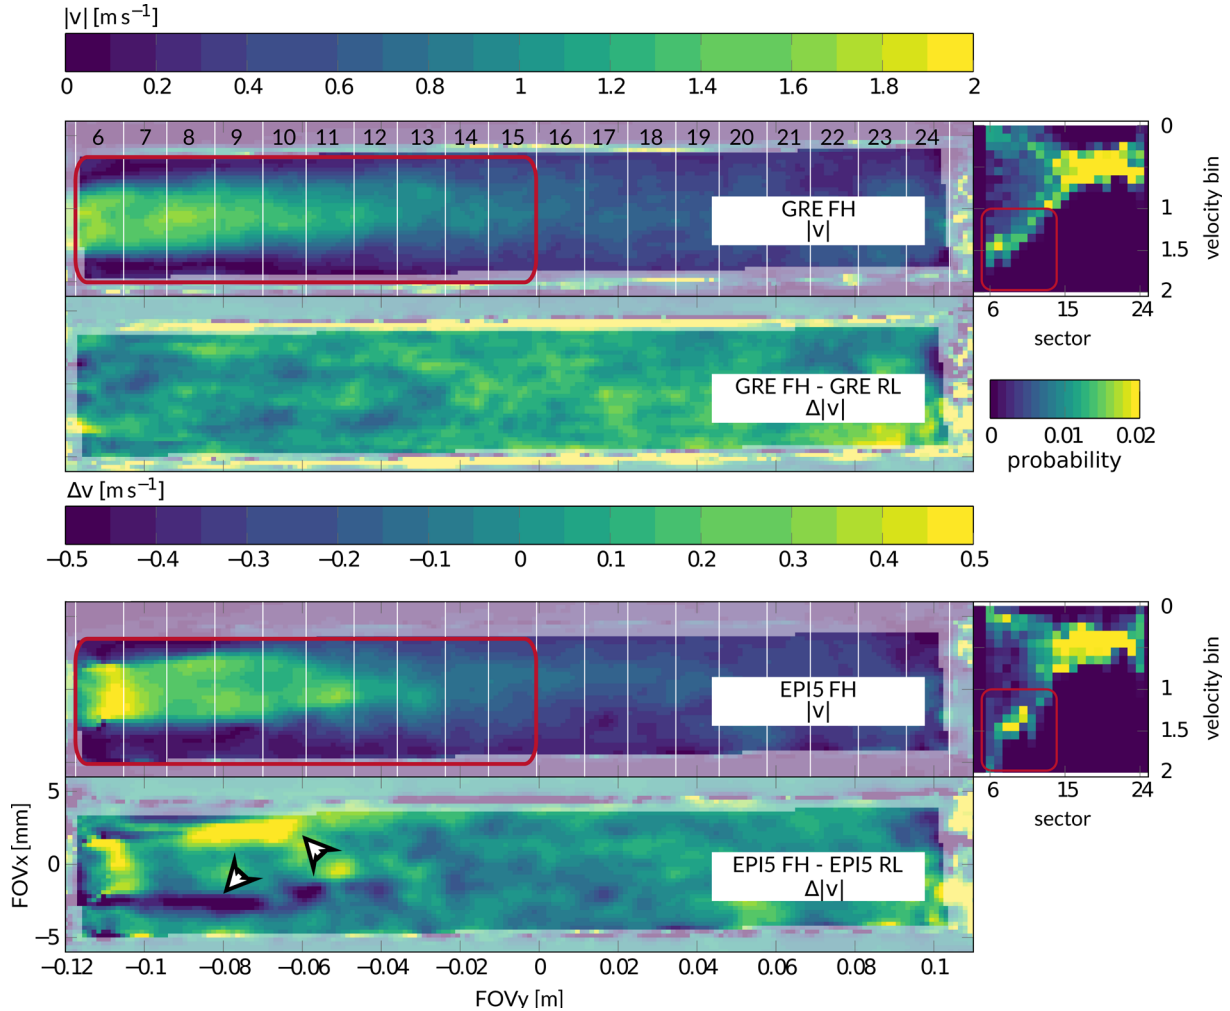 |v| [m s−1]
0 0.2 0.4 0.6 0.8 1 1.2 1.4 1.6 1.8 2
6 7 8 9 10 11 12 13 14 15 16 17 18 19 20 21 22 23 24
GRE FH
|v|
0
1
1.5
2
velocity bin
6 15 24
sector
GRE FH - GRE RL
Δ|v|
0 0.01 0.02
probability
Δv [m s−1]
−0.5 −0.4 −0.3 −0.2 −0.1 0 0.1 0.2 0.3 0.4 0.5
EPI5 FH
|v|
0
1
1.5
2
velocity bin
6 15 24
sector
5
0
−5
FOVx [mm]
EPI5 FH - EPI5 RL
Δ|v|
−0.12 −0.1 −0.08 −0.06 −0.04 −0.02 0 0.02 0.04 0.06 0.08 0.1
FOVy [m]